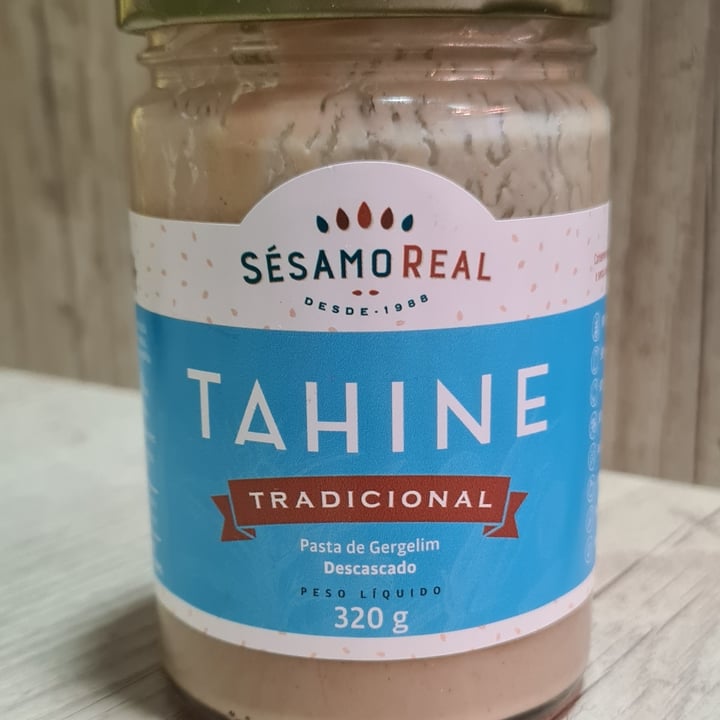 SÉSAMOREAL
DESDE·1988
TAHINE
TRADICIONAL
Pasta de Gergelim
Descascado
PESO LÍQUIDO
320 g